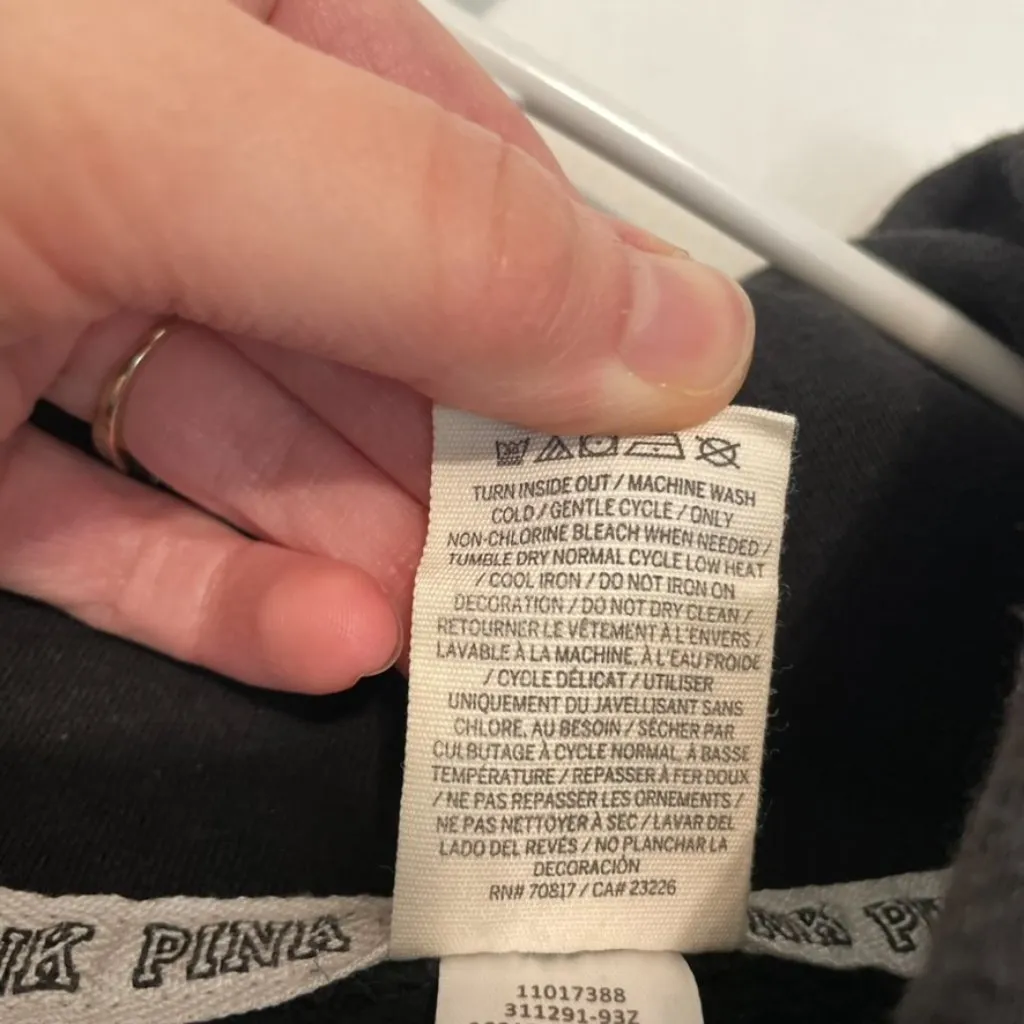 TURN INSIDE OUT / MACHINE WASH
COLD / GENTLE CYCLE / ONLY
NON-CHLORINE BLEACH WHEN NEEDED /
TUMBLE DRY NORMAL CYCLE LOW HEAT
/ COOL IRON / DO NOT IRON ON
DECORATION / DO NOT DRY CLEAN /
RETOURNER LE VÊTEMENT À L'ENVERS /
LAVABLE À LA MACHINE, À L'EAU FROIDE
/ CYCLE DÉLICAT / UTILISER
UNIQUEMENT DU JAVELLISANT SANS
CHLORE, AU BESOIN / SÉCHER PAR
CULBUTAGE À CYCLE NORMAL, À BASSE
TEMPÉRATURE / REPASSER À FER DOUX
/ NE PAS REPASSER LES ORNEMENTS /
NE PAS NETTOYER À SEC / LAVAR DEL
LADO DEL REVÉS / NO PLANCHAR LA
DECORACIÓN
RN# 70817 / CA# 23226
NK PINK
11017388
311291-93Z